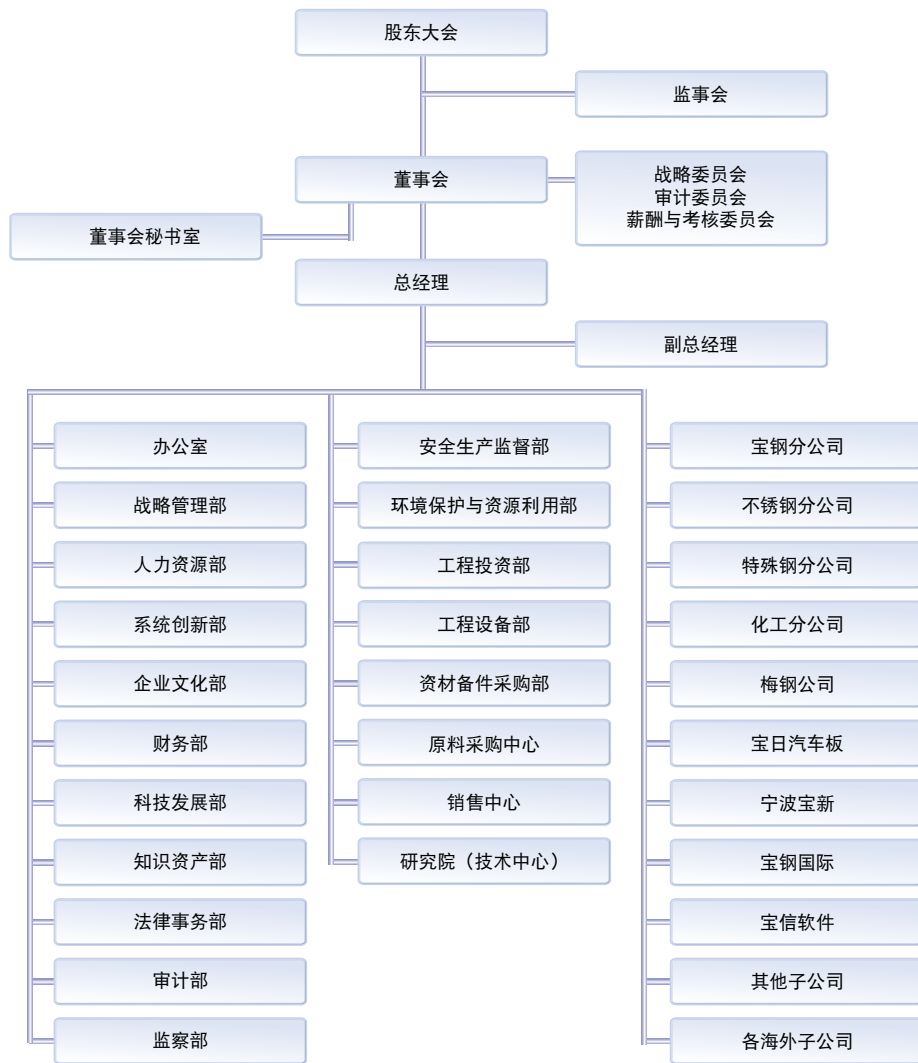 股东大会
监事会
董事会
战略委员会
审计委员会
薪酬与考核委员会
董事会秘书室
总经理
副总经理
办公室
战略管理部
人力资源部
系统创新部
企业文化部
财务部
科技发展部
知识资产部
法律事务部
审计部
监察部
安全生产监督部
环境保护与资源利用部
工程投资部
工程设备部
资材备件采购部
原料采购中心
销售中心
研究院（技术中心）
宝钢分公司
不锈钢分公司
特殊钢分公司
化工分公司
梅钢公司
宝日汽车板
宁波宝新
宝钢国际
宝信软件
其他子公司
各海外子公司